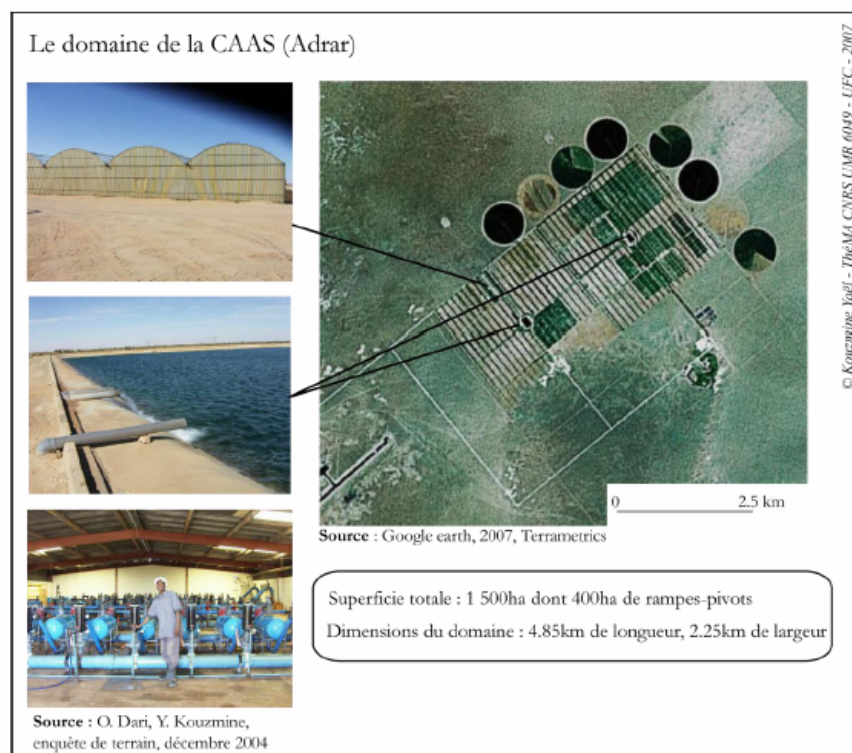 Le domaine de la CAAS (Adrar)
© Kouzmine Yaël - ThéMA CNRS UMR 6049 - UFC - 2007
0 2.5 km
Source : Google earth, 2007, Terrametrics
Superficie totale : 1 500ha dont 400ha de rampes-pivots
Dimensions du domaine : 4.85km de longueur, 2.25km de largeur
Source : O. Dari, Y. Kouzmine,
enquête de terrain, décembre 2004